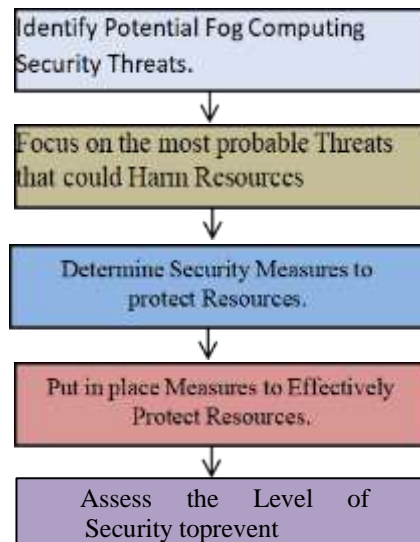 Identify Potential Fog Computing
Security Threats.
Focus on the most probable Threats
that could Harm Resources
Determine Security Measures to
protect Resources.
Put in place Measures to Effectively
Protect Resources.
Assess the Level of
Security toprevent